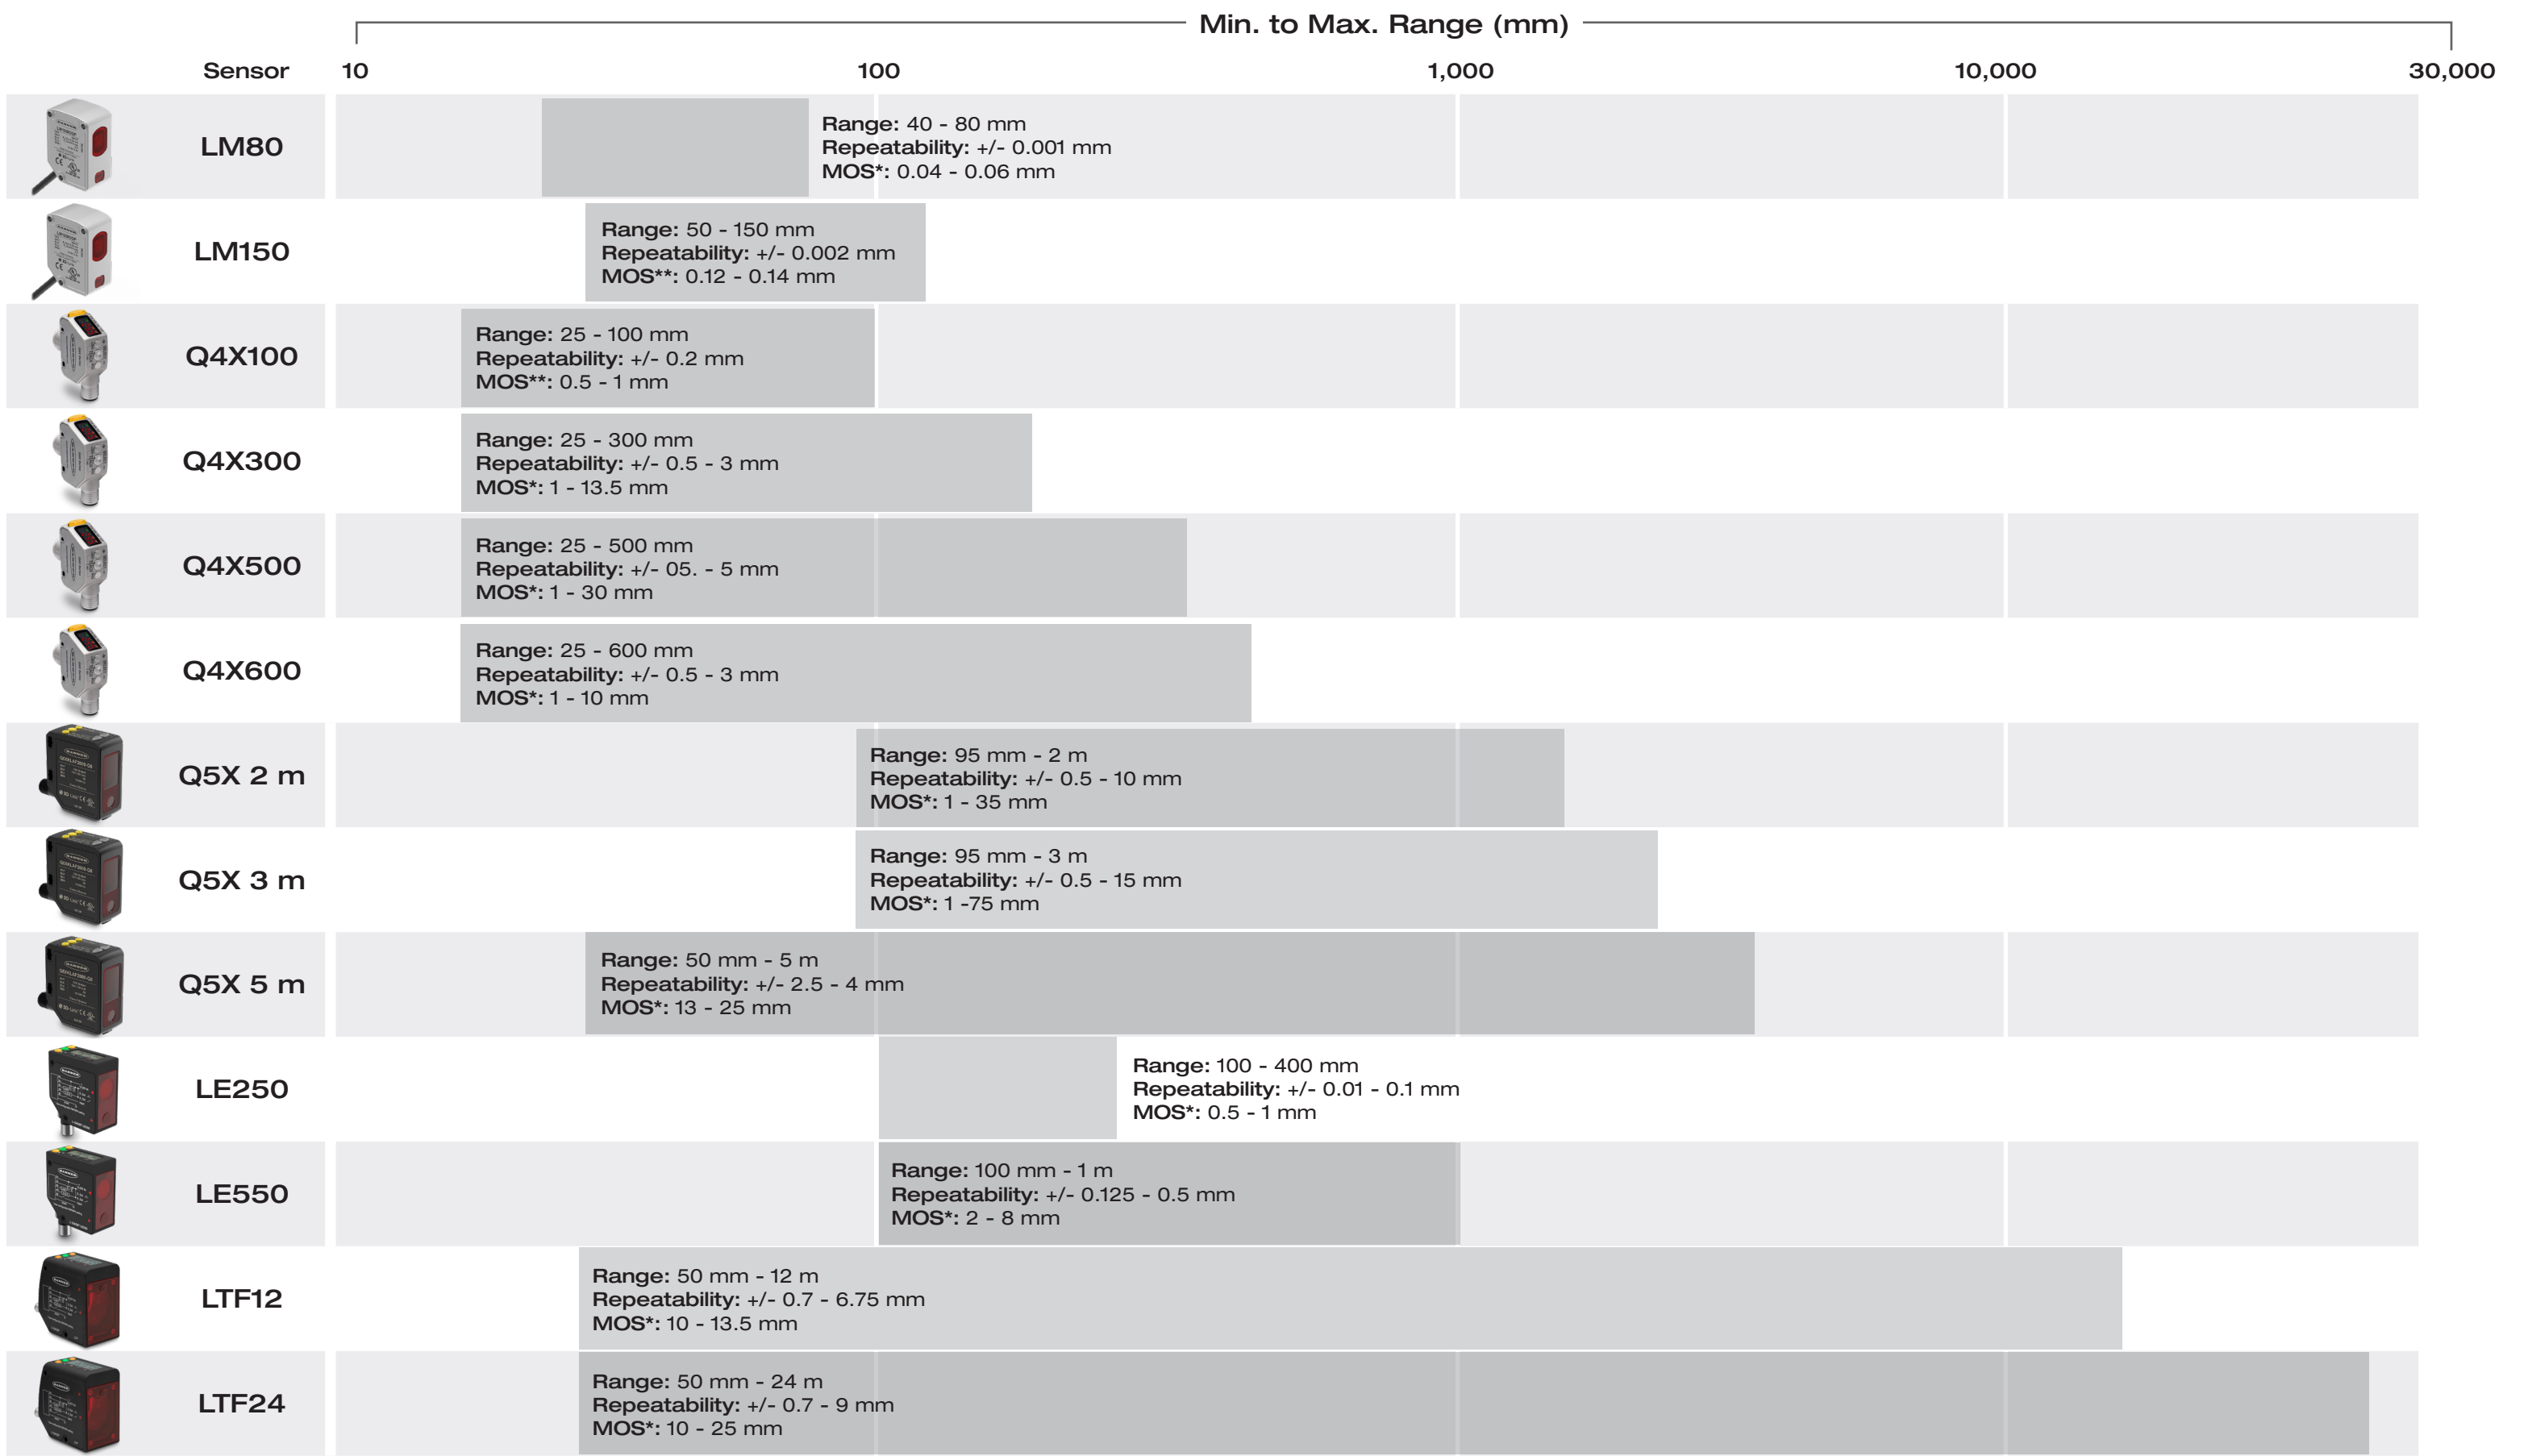 Min. to Max. Range (mm)
Sensor 10 100 1,000 10,000 30,000
LM80
Range: 40 - 80 mm
Repeatability: +/- 0.001 mm
MOS*: 0.04 - 0.06 mm
LM150
Range: 50 - 150 mm
Repeatability: +/- 0.002 mm
MOS**: 0.12 - 0.14 mm
Q4X100
Range: 25 - 100 mm
Repeatability: +/- 0.2 mm
MOS**: 0.5 - 1 mm
Q4X300
Range: 25 - 300 mm
Repeatability: +/- 0.5 - 3 mm
MOS*: 1 - 13.5 mm
Q4X500
Range: 25 - 500 mm
Repeatability: +/- 05. - 5 mm
MOS*: 1 - 30 mm
Q4X600
Range: 25 - 600 mm
Repeatability: +/- 0.5 - 3 mm
MOS*: 1 - 10 mm
Q5X 2 m
Range: 95 mm - 2 m
Repeatability: +/- 0.5 - 10 mm
MOS*: 1 - 35 mm
Q5X 3 m
Range: 95 mm - 3 m
Repeatability: +/- 0.5 - 15 mm
MOS*: 1 -75 mm
Q5X 5 m
Range: 50 mm - 5 m
Repeatability: +/- 2.5 - 4 mm
MOS*: 13 - 25 mm
LE250
Range: 100 - 400 mm
Repeatability: +/- 0.01 - 0.1 mm
MOS*: 0.5 - 1 mm
LE550
Range: 100 mm - 1 m
Repeatability: +/- 0.125 - 0.5 mm
MOS*: 2 - 8 mm
LTF12
Range: 50 mm - 12 m
Repeatability: +/- 0.7 - 6.75 mm
MOS*: 10 - 13.5 mm
LTF24
Range: 50 mm - 24 m
Repeatability: +/- 0.7 - 9 mm
MOS*: 10 - 25 mm